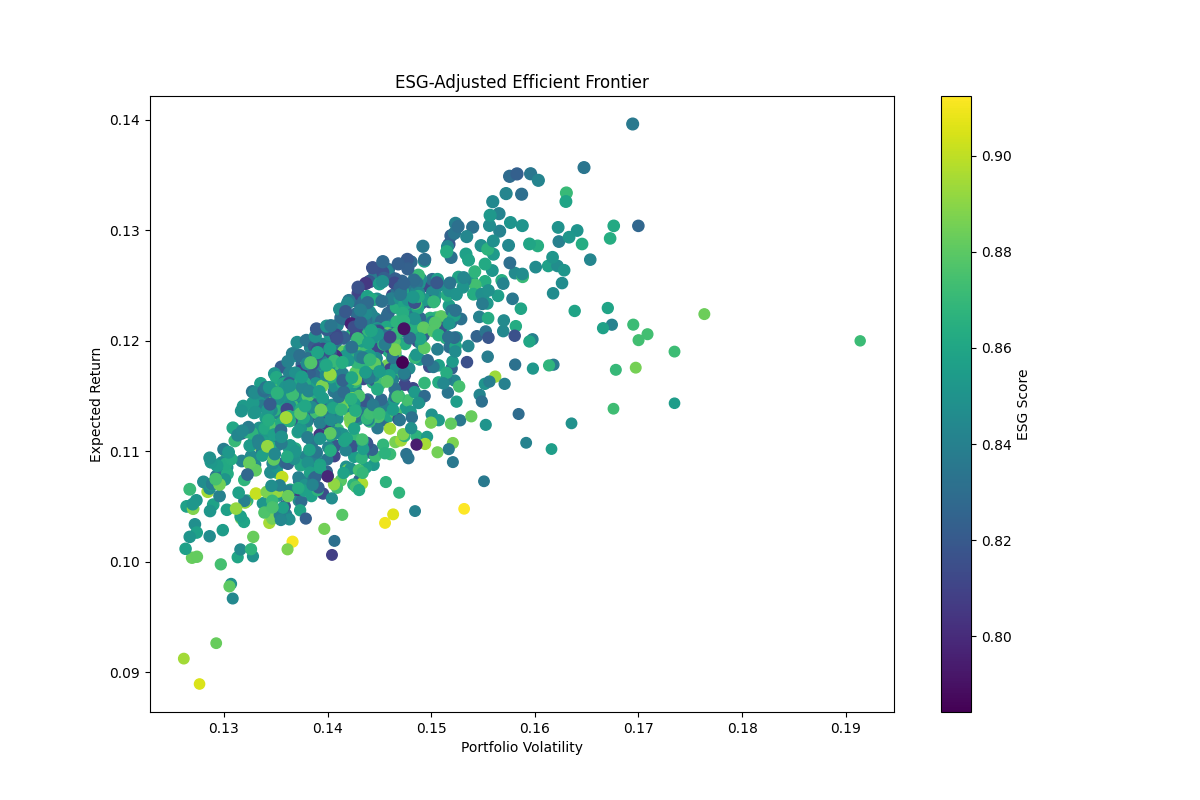 ESG-Adjusted Efficient Frontier
0.14
0.13
0.12
0.11
0.10
0.09
Expected Return
0.13 0.14 0.15 0.16 0.17 0.18 0.19
Portfolio Volatility
0.90
0.88
0.86
0.84
0.82
0.80
ESG Score